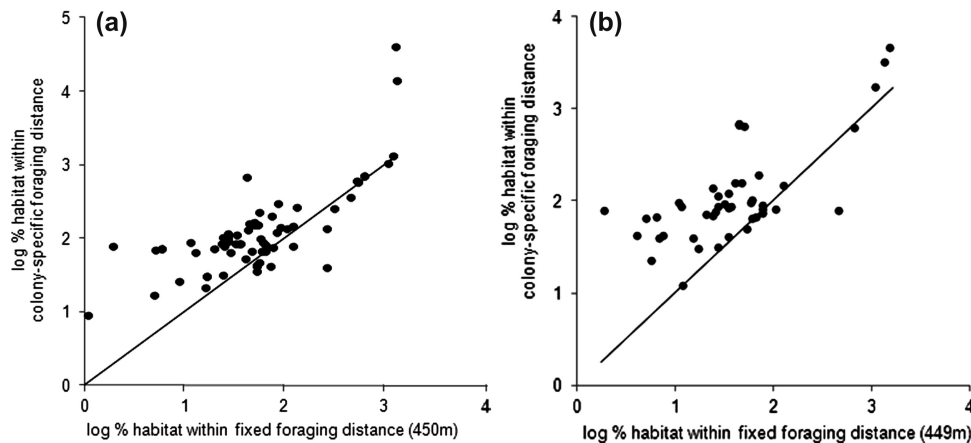 (a)
log % habitat within
colony-specific foraging distance
5
4
3
2
1
0
0 1 2 3 4
log % habitat within fixed foraging distance (450m)
(b)
log % habitat within
colony-specific foraging distance
4
3
2
1
0
0 1 2 3 4
log % habitat within fixed foraging distance (449m)